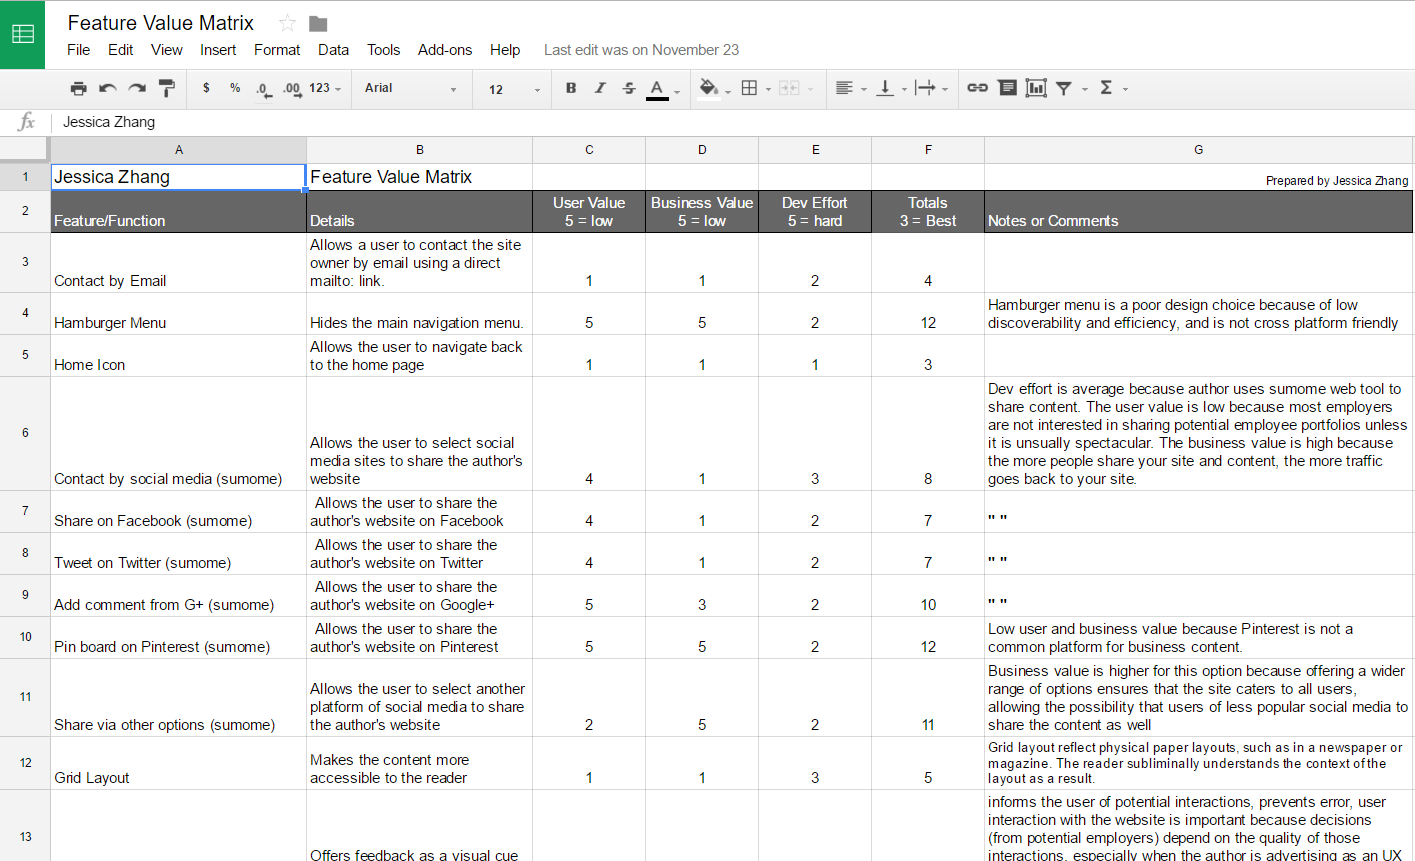 Feature Value Matrix
File Edit View Insert Format Data Tools Add-ons Help Last edit was on November 23
$ % .0 .00 123 Arial 12 B I S A Σ
fx Jessica Zhang
A B C D E F G
1 Jessica Zhang Feature Value Matrix Prepared by Jessica Zhang
2 Feature/Function Details User Value 5 = low Business Value 5 = low Dev Effort 5 = hard Totals 3 = Best Notes or Comments
3 Contact by Email
Allows a user to contact the site
owner by email using a direct
mailto: link.
1 1 2 4
4 Hamburger Menu Hides the main navigation menu. 5 5 2 12
Hamburger menu is a poor design choice because of low
discoverability and efficiency, and is not cross platform friendly
5 Home Icon
Allows the user to navigate back
to the home page
1 1 1 3
6 Contact by social media (sumome)
Allows the user to select social
media sites to share the author's
website
4 1 3 8
Dev effort is average because author uses sumome web tool to
share content. The user value is low because most employers
are not interested in sharing potential employee portfolios unless
it is unsually spectacular. The business value is high because
the more people share your site and content, the more traffic
goes back to your site.
7 Share on Facebook (sumome)
Allows the user to share the
author's website on Facebook
4 1 2 7 " "
8 Tweet on Twitter (sumome)
Allows the user to share the
author's website on Twitter
4 1 2 7 " "
9 Add comment from G+ (sumome)
Allows the user to share the
author's website on Google+
5 3 2 10 " "
10 Pin board on Pinterest (sumome)
Allows the user to share the
author's website on Pinterest
5 5 2 12
Low user and business value because Pinterest is not a
common platform for business content.
11 Share via other options (sumome)
Allows the user to select another
platform of social media to share
the author's website
2 5 2 11
Business value is higher for this option because offering a wider
range of options ensures that the site caters to all users,
allowing the possibility that users of less popular social media to
share the content as well
12 Grid Layout
Makes the content more
accessible to the reader
1 1 3 5
Grid layout reflect physical paper layouts, such as in a newspaper or
magazine. The reader subliminally understands the context of the
layout as a result.
13
Offers feedback as a visual cue
informs the user of potential interactions, prevents error, user
interaction with the website is important because decisions
(from potential employers) depend on the quality of those
interactions, especially when the author is advertising as an UX